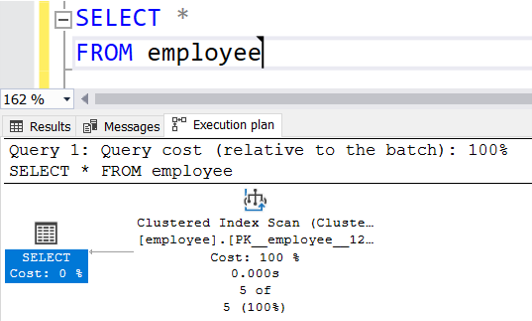 SELECT *
FROM employee
162 %
Results Messages Execution plan
Query 1: Query cost (relative to the batch): 100%
SELECT * FROM employee
Clustered Index Scan (Cluste…
[employee].[PK__employee__12…
SELECT
Cost: 0 %
Cost: 100 %
0.000s
5 of
5 (100%)